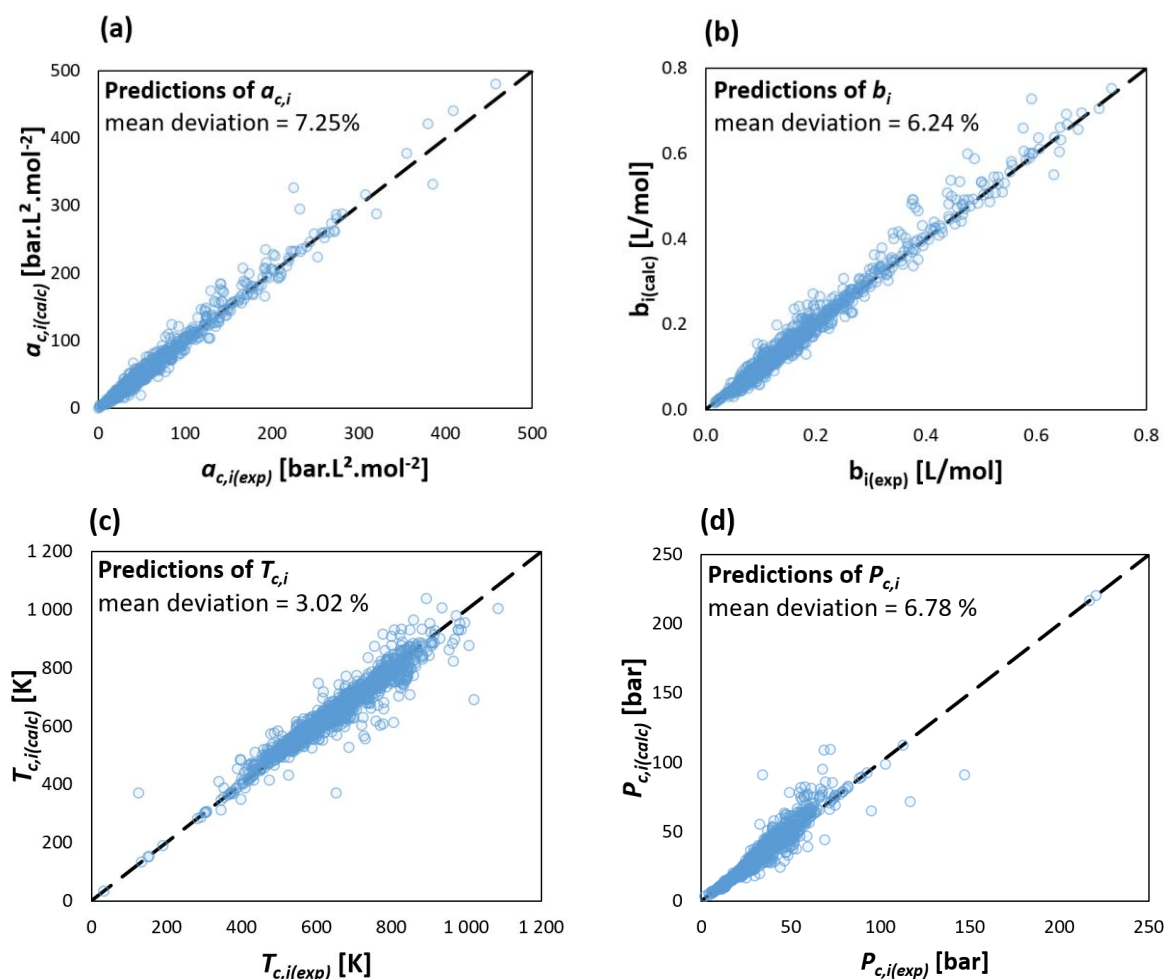 (a)
Predictions of a_c,i
mean deviation = 7.25%
a_c,i(calc) [bar.L².mol⁻²]
500
400
300
200
100
0
0 100 200 300 400 500
a_c,i(exp) [bar.L².mol⁻²]
(b)
Predictions of b_i
mean deviation = 6.24 %
b_i(calc) [L/mol]
0.8
0.6
0.4
0.2
0.0
0.0 0.2 0.4 0.6 0.8
b_i(exp) [L/mol]
(c)
Predictions of T_c,i
mean deviation = 3.02 %
T_c,i(calc) [K]
1 200
1 000
800
600
400
200
0
0 200 400 600 800 1 000 1 200
T_c,i(exp) [K]
(d)
Predictions of P_c,i
mean deviation = 6.78 %
P_c,i(calc) [bar]
250
200
150
100
50
0
0 50 100 150 200 250
P_c,i(exp) [bar]